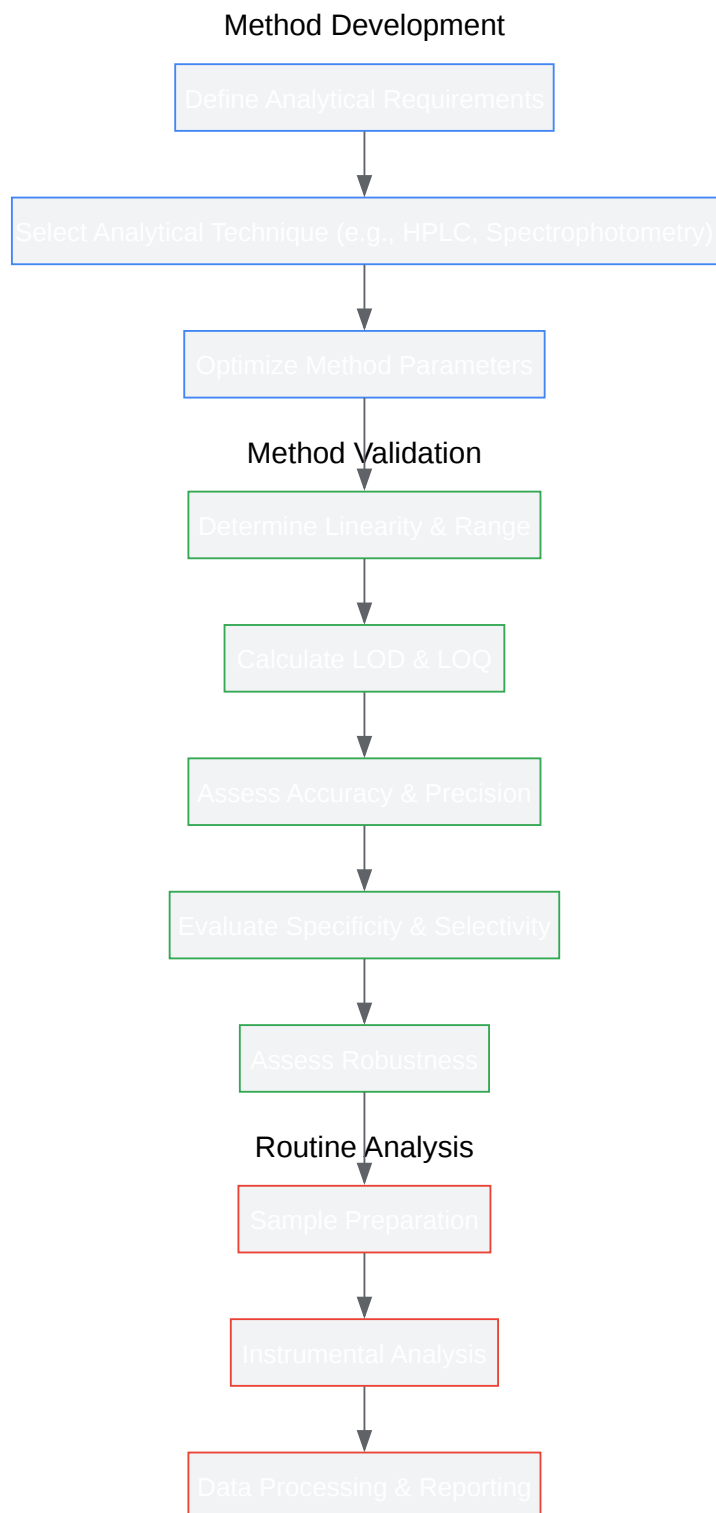 Method Development
Define Analytical Requirements
Select Analytical Technique (e.g., HPLC, Spectrophotometry)
Optimize Method Parameters
Method Validation
Determine Linearity & Range
Calculate LOD & LOQ
Assess Accuracy & Precision
Evaluate Specificity & Selectivity
Assess Robustness
Routine Analysis
Sample Preparation
Instrumental Analysis
Data Processing & Reporting